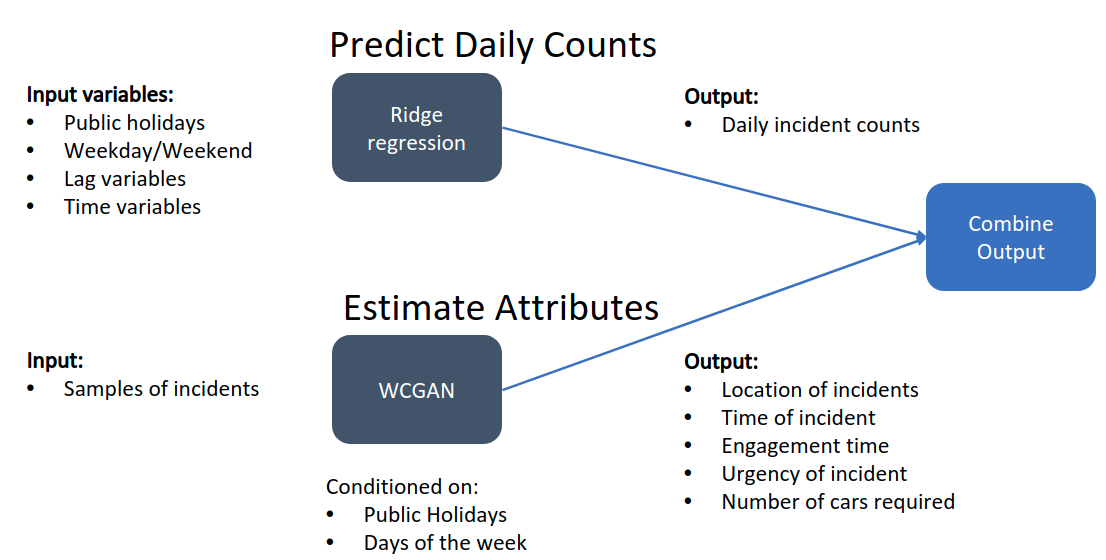 Predict Daily Counts
Input variables:
• Public holidays
• Weekday/Weekend
• Lag variables
• Time variables
Ridge
regression
Output:
• Daily incident counts
Combine
Output
Estimate Attributes
Input:
• Samples of incidents
WCGAN
Conditioned on:
• Public Holidays
• Days of the week
Output:
• Location of incidents
• Time of incident
• Engagement time
• Urgency of incident
• Number of cars required